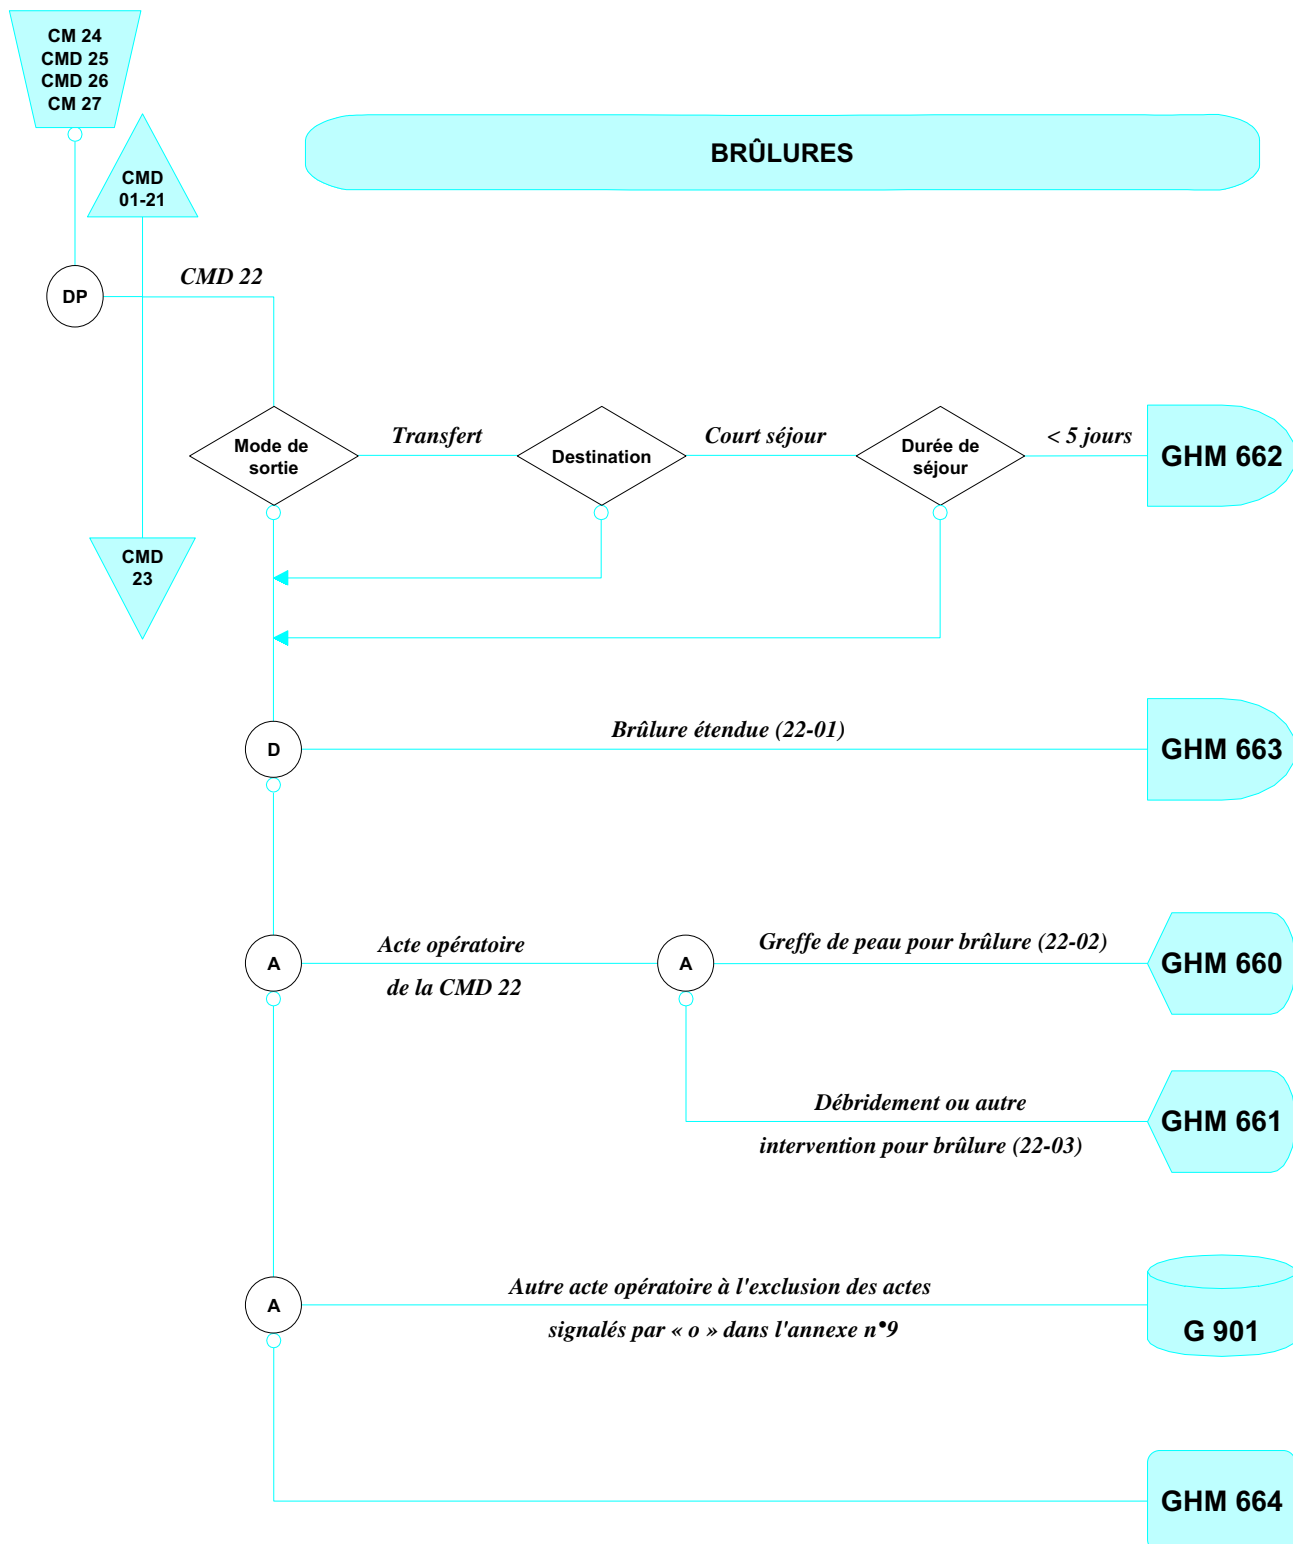 CM 24
CMD 25
CMD 26
CM 27
BRÛLURES
CMD
01-21
CMD 22
DP
Mode de
sortie
Transfert
Destination
Court séjour
Durée de
séjour
< 5 jours
GHM 662
CMD
23
D
Brûlure étendue (22-01)
GHM 663
A
Acte opératoire
de la CMD 22
A
Greffe de peau pour brûlure (22-02)
GHM 660
Débridement ou autre
intervention pour brûlure (22-03)
GHM 661
A
Autre acte opératoire à l'exclusion des actes
signalés par « o » dans l'annexe n°9
G 901
GHM 664